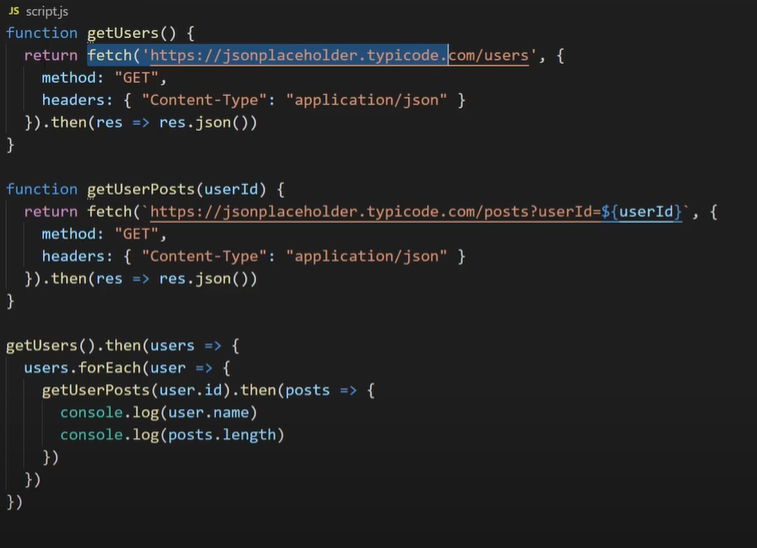 JS script.js
function getUsers() {
  return fetch('https://jsonplaceholder.typicode.com/users', {
    method: "GET",
    headers: { "Content-Type": "application/json" }
  }).then(res => res.json())
}

function getUserPosts(userId) {
  return fetch(`https://jsonplaceholder.typicode.com/posts?userId=${userId}`, {
    method: "GET",
    headers: { "Content-Type": "application/json" }
  }).then(res => res.json())
}

getUsers().then(users => {
  users.forEach(user => {
    getUserPosts(user.id).then(posts => {
      console.log(user.name)
      console.log(posts.length)
    })
  })
})